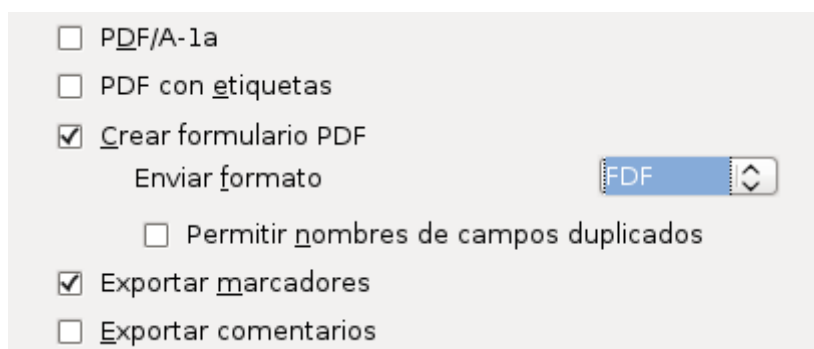 PDF/A-1a
PDF con etiquetas
Crear formulario PDF
Enviar formato FDF
Permitir nombres de campos duplicados
Exportar marcadores
Exportar comentarios